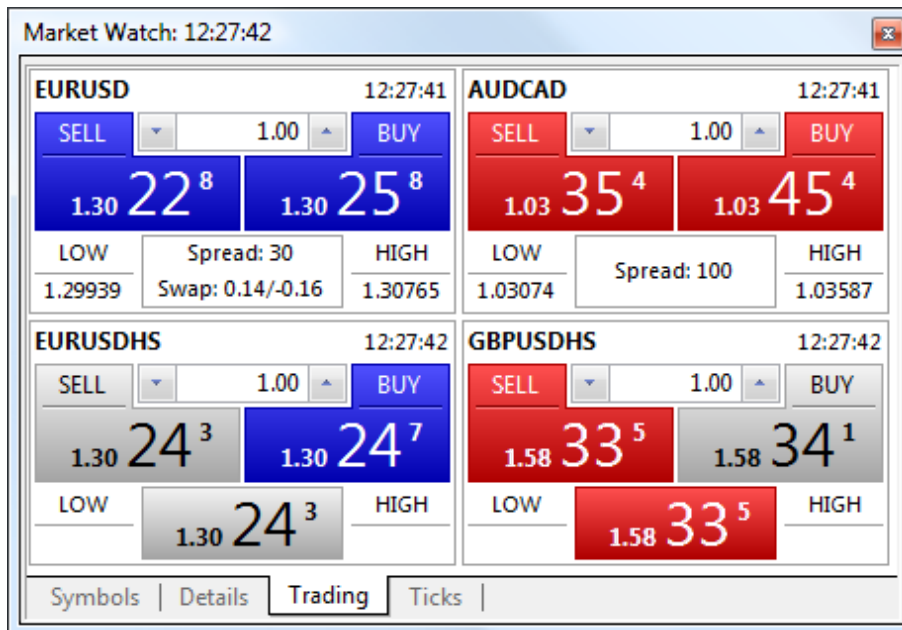 Market Watch: 12:27:42
EURUSD 12:27:41
SELL 1.00 BUY
1.30 22 8 1.30 25 8
LOW Spread: 30 HIGH
1.29939 Swap: 0.14/-0.16 1.30765
AUDCAD 12:27:41
SELL 1.00 BUY
1.03 35 4 1.03 45 4
LOW Spread: 100 HIGH
1.03074 1.03587
EURUSDHS 12:27:42
SELL 1.00 BUY
1.30 24 3 1.30 24 7
LOW HIGH
1.30 24 3
GBPUSDHS 12:27:42
SELL 1.00 BUY
1.58 33 5 1.58 34 1
LOW HIGH
1.58 33 5
Symbols | Details Trading Ticks |